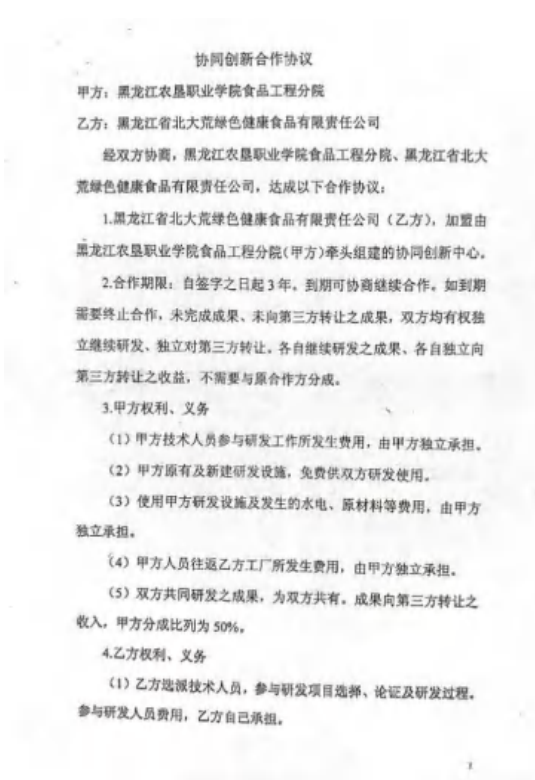 协同创新合作协议
甲方：黑龙江农垦职业学院食品工程分院
乙方：黑龙江省北大荒绿色健康食品有限责任公司
经双方协商，黑龙江农垦职业学院食品工程分院、黑龙江省北大
荒绿色健康食品有限责任公司，达成以下合作协议：
1.黑龙江省北大荒绿色健康食品有限责任公司（乙方），加盟由
黑龙江农垦职业学院食品工程分院(甲方)牵头组建的协同创新中心。
2.合作期限：自签字之日起3年。到期可协商继续合作。如到期
需要终止合作，未完成成果、未向第三方转让之成果，双方均有权独
立继续研发、独立对第三方转让。各自继续研发之成果、各自独立向
第三方转让之收益，不需要与原合作方分成。
3.甲方权利、义务
（1）甲方技术人员参与研发工作所发生费用，由甲方独立承担。
（2）甲方原有及新建研发设施，免费供双方研发使用。
（3）使用甲方研发设施及发生的水电、原材料等费用，由甲方
独立承担。
（4）甲方人员往返乙方工厂所发生费用，由甲方独立承担。
（5）双方共同研发之成果，为双方共有。成果向第三方转让之
收入，甲方分成比列为50%。
4.乙方权利、义务
（1）乙方选派技术人员，参与研发项目选择、论证及研发过程。
参与研发人员费用，乙方自己承担。
1